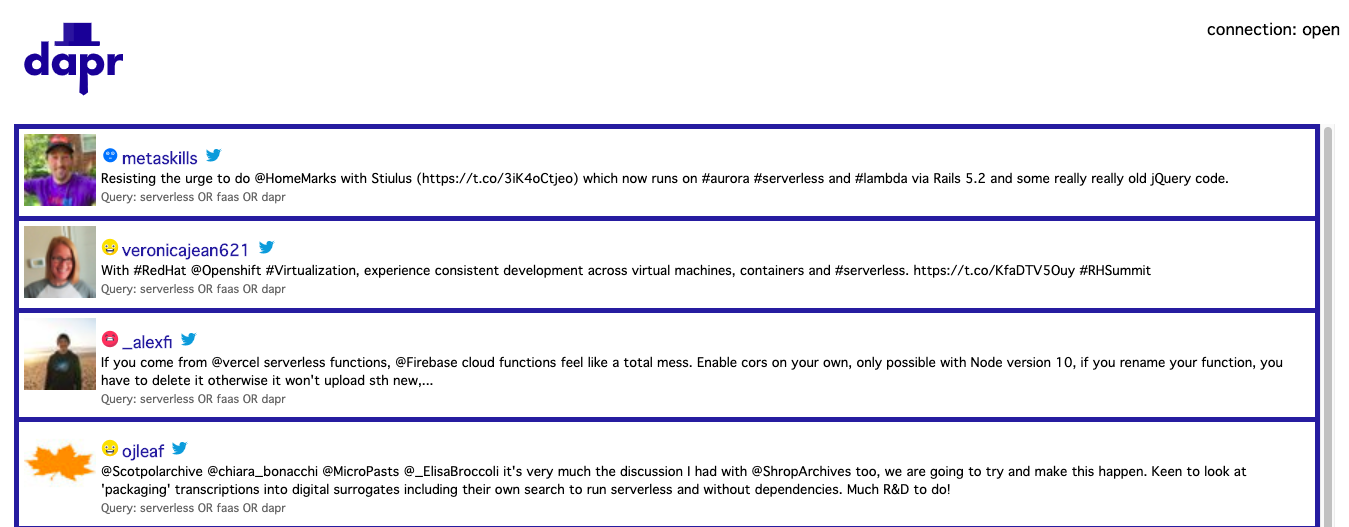 dapr
connection: open
metaskills
Resisting the urge to do @HomeMarks with Stiulus (https://t.co/3iK4oCtjeo) which now runs on #aurora #serverless and #lambda via Rails 5.2 and some really really old jQuery code.
Query: serverless OR faas OR dapr
veronicajean621
With #RedHat @Openshift #Virtualization, experience consistent development across virtual machines, containers and #serverless. https://t.co/KfaDTV5Ouy #RHSummit
Query: serverless OR faas OR dapr
_alexfi
If you come from @vercel serverless functions, @Firebase cloud functions feel like a total mess. Enable cors on your own, only possible with Node version 10, if you rename your function, you
have to delete it otherwise it won't upload sth new,...
Query: serverless OR faas OR dapr
ojleaf
@Scotpolarchive @chiara_bonacchi @MicroPasts @_ElisaBroccoli it's very much the discussion I had with @ShropArchives too, we are going to try and make this happen. Keen to look at
'packaging' transcriptions into digital surrogates including their own search to run serverless and without dependencies. Much R&D to do!
Query: serverless OR faas OR dapr